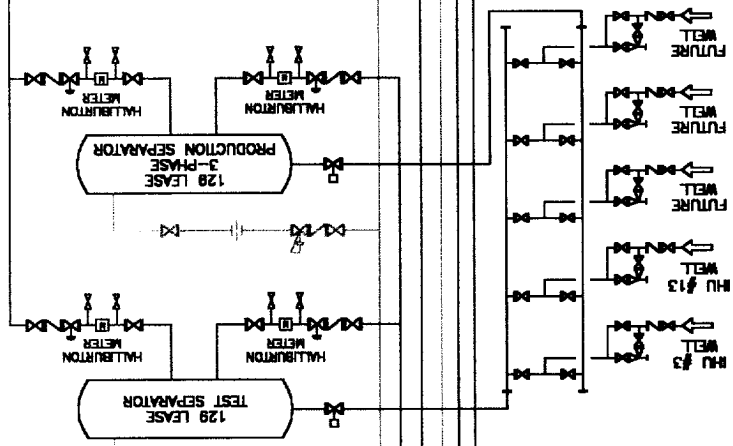 IHU #3
WELL
IHU #13
WELL
FUTURE
WELL
FUTURE
WELL
FUTURE
WELL
129 LEASE
TEST SEPARATOR
HALLIBURTON
METER
M
HALLIBURTON
METER
M
129 LEASE
3-PHASE
PRODUCTION SEPARATOR
HALLIBURTON
METER
M
HALLIBURTON
METER
M